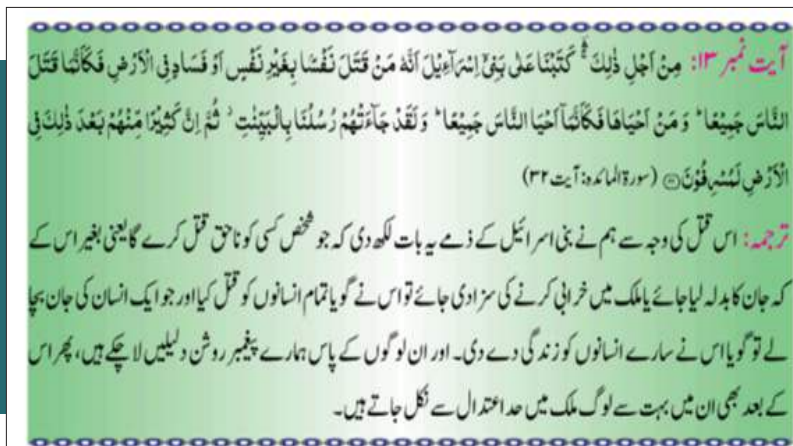 آیت نمبر ۱۳: مِنْ اَجْلِ ذٰلِكَ ۛؔ كَتَبْنَا عَلٰى بَنِیْۤ اِسْرَآءِیْلَ اَنَّهٗ مَنْ قَتَلَ نَفْسًا بِغَیْرِ نَفْسٍ اَوْ فَسَادٍ فِی الْاَرْضِ فَكَاَنَّمَا قَتَلَ
النَّاسَ جَمِیْعًا ؕ وَ مَنْ اَحْیَاهَا فَكَاَنَّمَاۤ اَحْیَا النَّاسَ جَمِیْعًا ؕ وَ لَقَدْ جَآءَتْهُمْ رُسُلُنَا بِالْبَیِّنٰتِ ؗ ثُمَّ اِنَّ كَثِیْرًا مِّنْهُمْ بَعْدَ ذٰلِكَ فِی
الْاَرْضِ لَمُسْرِفُوْنَ (سورۃ المائدہ: آیت ۳۲)
ترجمہ: اس قتل کی وجہ سے ہم نے بنی اسرائیل کے ذمے یہ بات لکھ دی کہ جو شخص کسی کو ناحق قتل کرے گا یعنی بغیر اس کے
کہ جان کا بدلہ لیا جائے یا ملک میں خرابی کرنے کی سزا دی جائے تو اس نے گویا تمام انسانوں کو قتل کیا اور جو ایک انسان کی جان بچا
لے تو گویا اس نے سارے انسانوں کو زندگی دے دی۔ اور ان لوگوں کے پاس ہمارے پیغمبر روشن دلیلیں لا چکے ہیں، پھر اس
کے بعد بھی ان میں بہت سے لوگ ملک میں حد اعتدال سے نکل جاتے ہیں۔